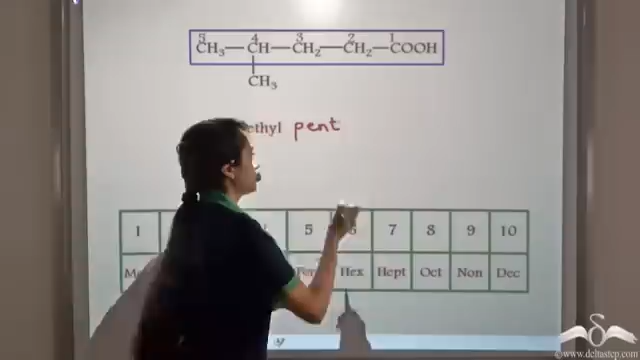 5 4 3 2 1
CH₃—CH—CH₂—CH₂—COOH
CH₃
ethyl pent
1 5 6 7 8 9 10
Hex Hept Oct Non Dec
www.deltastep.com